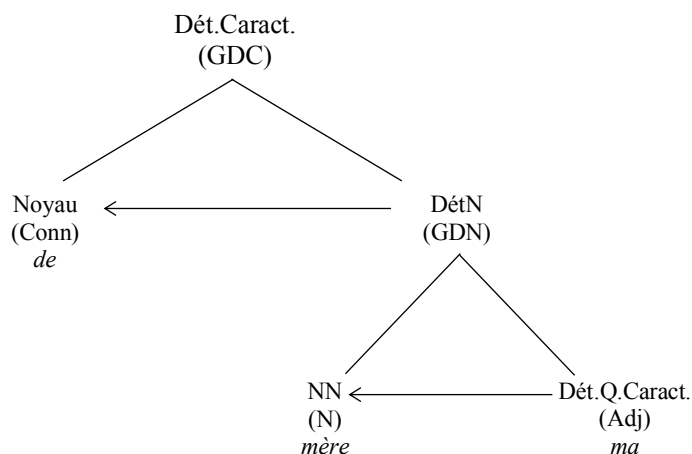 Dét.Caract.
(GDC)
Noyau
(Conn)
de
DétN
(GDN)
NN
(N)
mère
Dét.Q.Caract.
(Adj)
ma